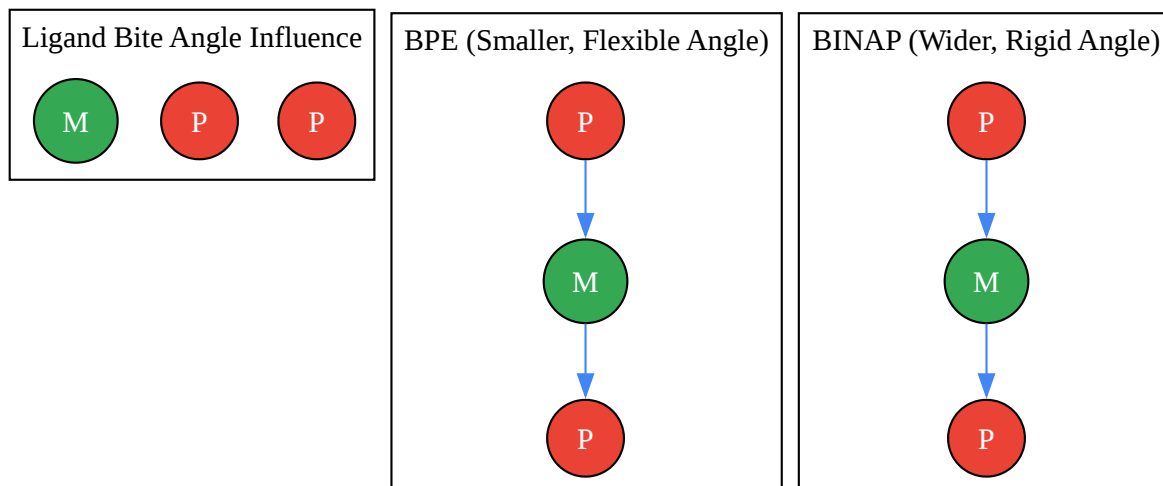 Ligand Bite Angle Influence
M P P
BPE (Smaller, Flexible Angle)
P
M
P
BINAP (Wider, Rigid Angle)
P
M
P